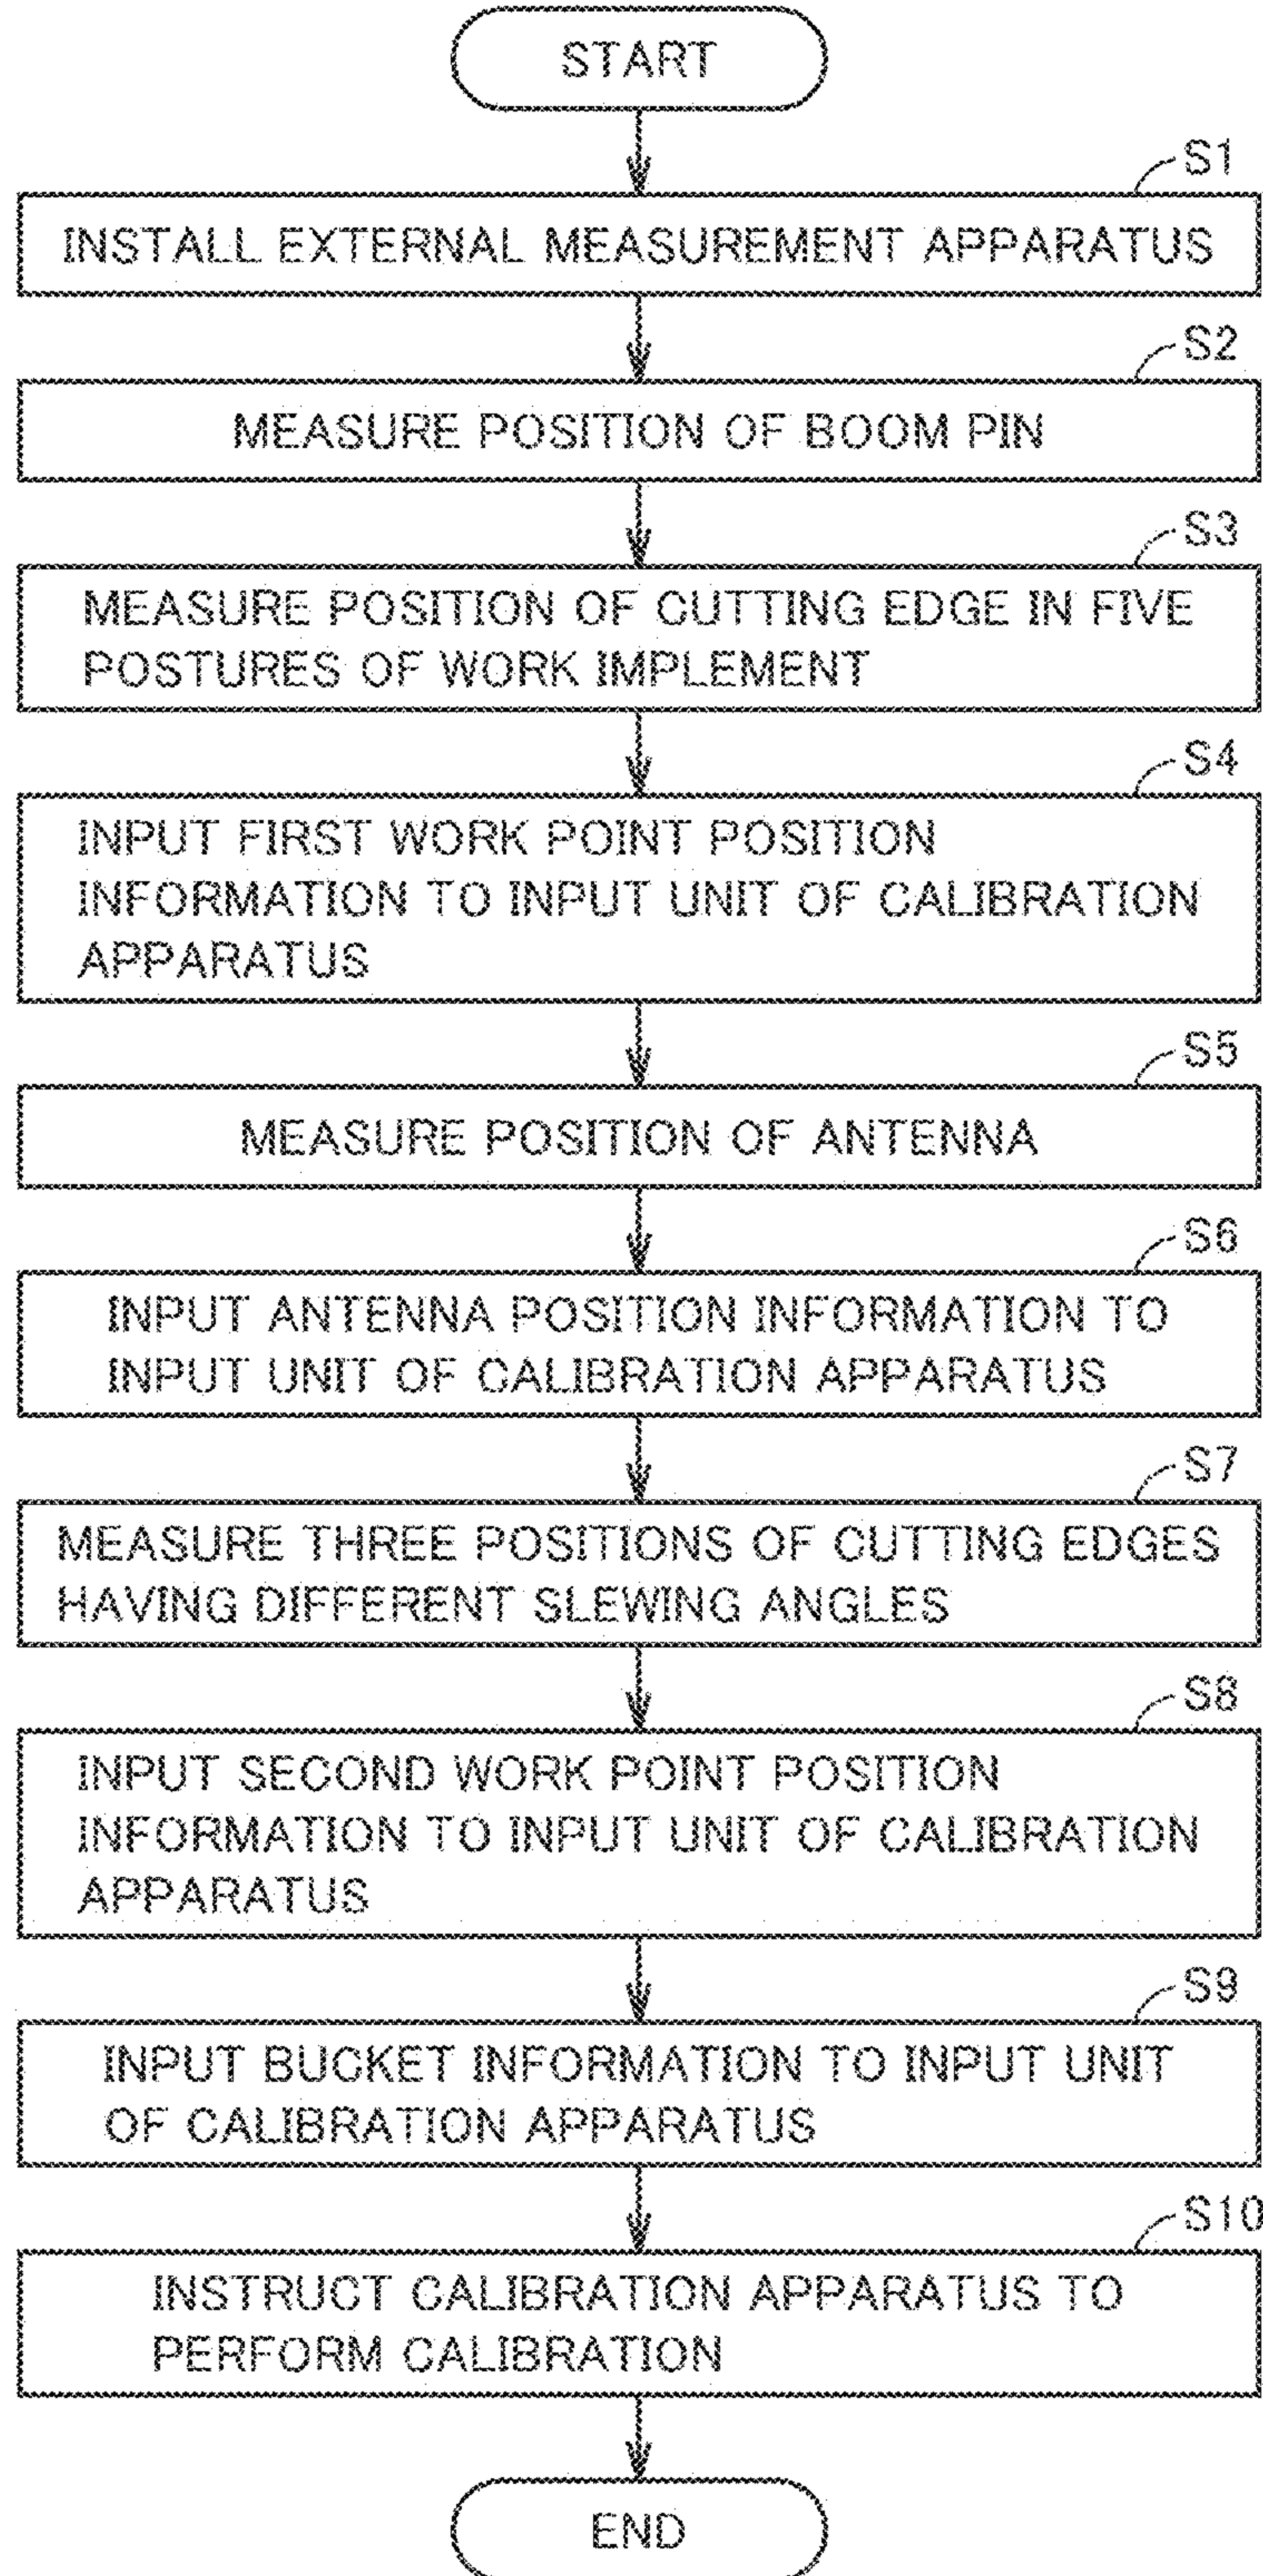 START
S1
INSTALL EXTERNAL MEASUREMENT APPARATUS
S2
MEASURE POSITION OF BOOM PIN
S3
MEASURE POSITION OF CUTTING EDGE IN FIVE
POSTURES OF WORK IMPLEMENT
S4
INPUT FIRST WORK POINT POSITION
INFORMATION TO INPUT UNIT OF CALIBRATION
APPARATUS
S5
MEASURE POSITION OF ANTENNA
S6
INPUT ANTENNA POSITION INFORMATION TO
INPUT UNIT OF CALIBRATION APPARATUS
S7
MEASURE THREE POSITIONS OF CUTTING EDGES
HAVING DIFFERENT SLEWING ANGLES
S8
INPUT SECOND WORK POINT POSITION
INFORMATION TO INPUT UNIT OF CALIBRATION
APPARATUS
S9
INPUT BUCKET INFORMATION TO INPUT UNIT
OF CALIBRATION APPARATUS
S10
INSTRUCT CALIBRATION APPARATUS TO
PERFORM CALIBRATION
END